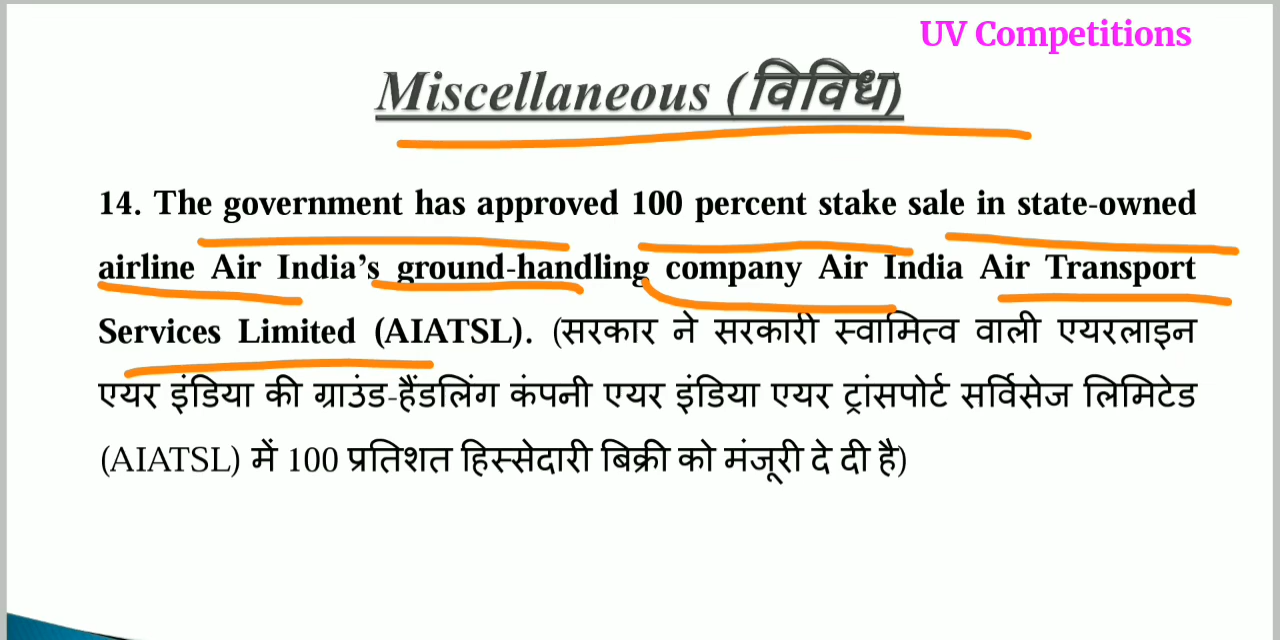 UV Competitions
Miscellaneous (विविध)
14. The government has approved 100 percent stake sale in state-owned
airline Air India’s ground-handling company Air India Air Transport
Services Limited (AIATSL). (सरकार ने सरकारी स्वामित्व वाली एयरलाइन
एयर इंडिया की ग्राउंड-हैंडलिंग कंपनी एयर इंडिया एयर ट्रांसपोर्ट सर्विसेज लिमिटेड
(AIATSL) में 100 प्रतिशत हिस्सेदारी बिक्री को मंजूरी दे दी है)